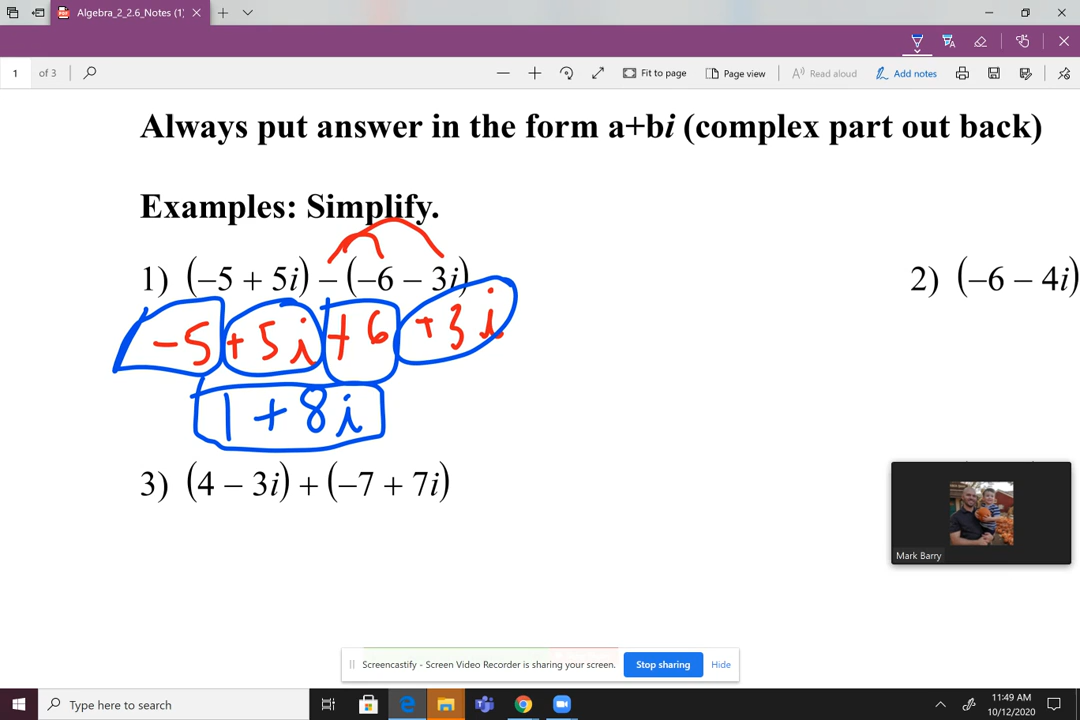 Algebra_2_2.6_Notes (1)
1 of 3
Fit to page
Page view
Read aloud
Add notes
Always put answer in the form a+bi (complex part out back)
Examples: Simplify.
1) (−5 + 5i) − (−6 − 3i)
2) (−6 − 4i)
−5 +5i +6 +3i
1 + 8i
3) (4 − 3i) + (−7 + 7i)
Mark Barry
Screencastify - Screen Video Recorder is sharing your screen.
Stop sharing
Hide
Type here to search
11:49 AM
10/12/2020